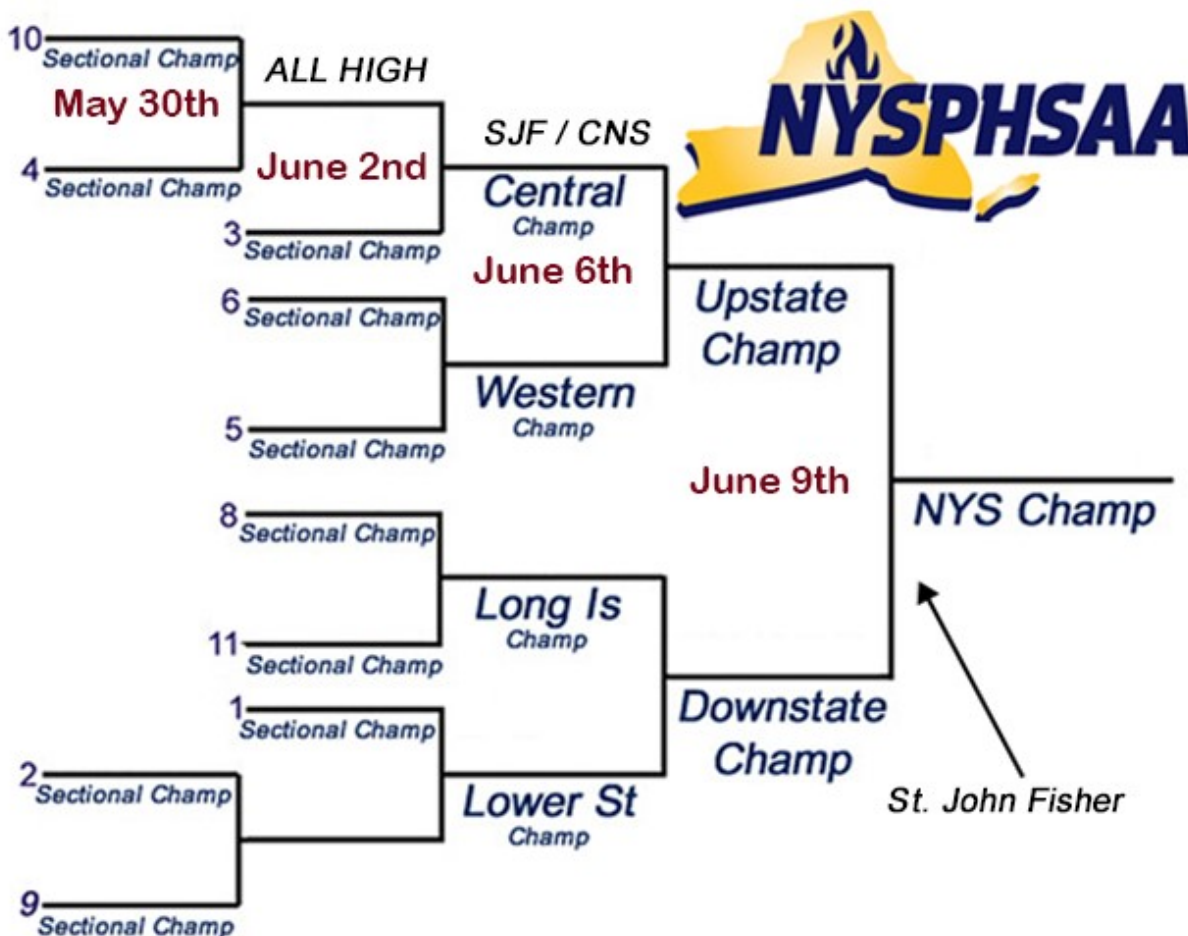 10
Sectional Champ
ALL HIGH
May 30th
NYSPHSAA
SJF / CNS
4
Sectional Champ
June 2nd
Central
Champ
3
Sectional Champ
June 6th
6
Sectional Champ
Upstate
Champ
Western
Champ
5
Sectional Champ
June 9th
8
Sectional Champ
NYS Champ
Long Is
Champ
11
Sectional Champ
1
Sectional Champ
Downstate
Champ
2
Sectional Champ
Lower St
Champ
St. John Fisher
9
Sectional Champ